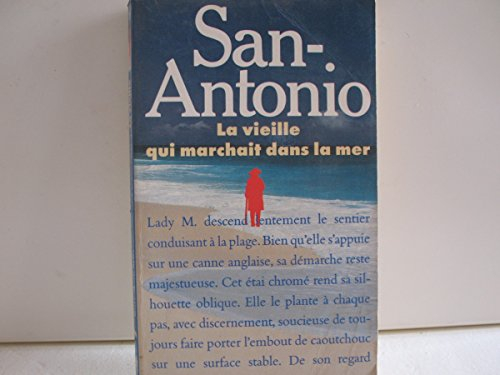 San-
Antonio
La vieille
qui marchait dans la mer
Lady M. descend lentement le sentier
conduisant à la plage. Bien qu'elle s'appuie
sur une canne anglaise, sa démarche reste
majestueuse. Cet étai chromé rend sa sil-
houette oblique. Elle le plante à chaque
pas, avec discernement, soucieuse de tou-
jours faire porter l'embout de caoutchouc
sur une surface stable. De son regard